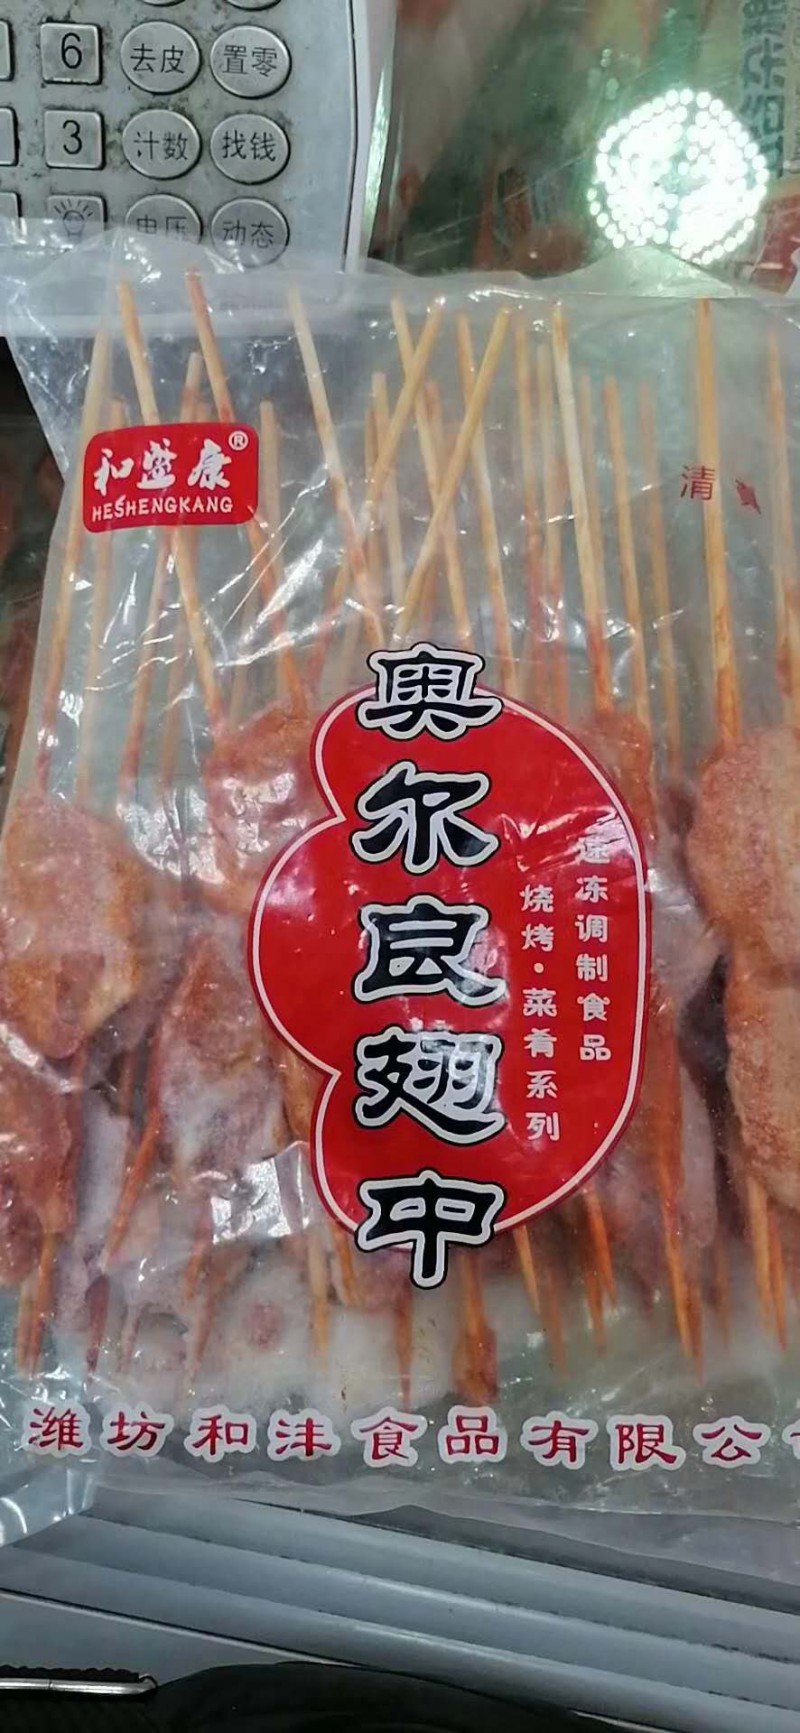 6 去皮 置零
3 计数 找钱
电压 动态
和盛康®
HESHENGKANG
清真
奥尔良翅中
速冻调制食品
烧烤·菜肴系列
潍坊和沣食品有限公